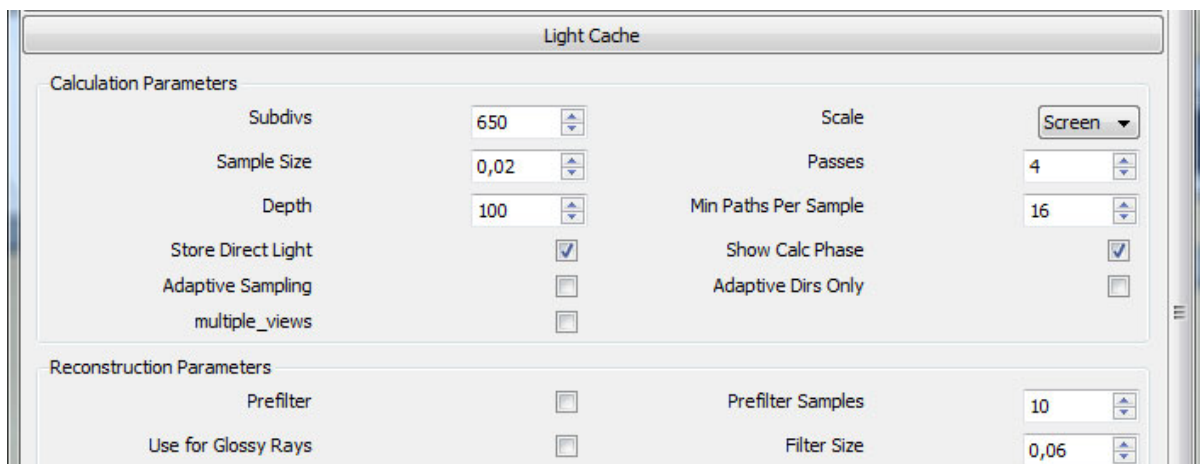 Light Cache
Calculation Parameters
Subdivs 650 Scale Screen
Sample Size 0,02 Passes 4
Depth 100 Min Paths Per Sample 16
Store Direct Light Show Calc Phase
Adaptive Sampling Adaptive Dirs Only
multiple_views
Reconstruction Parameters
Prefilter Prefilter Samples 10
Use for Glossy Rays Filter Size 0,06